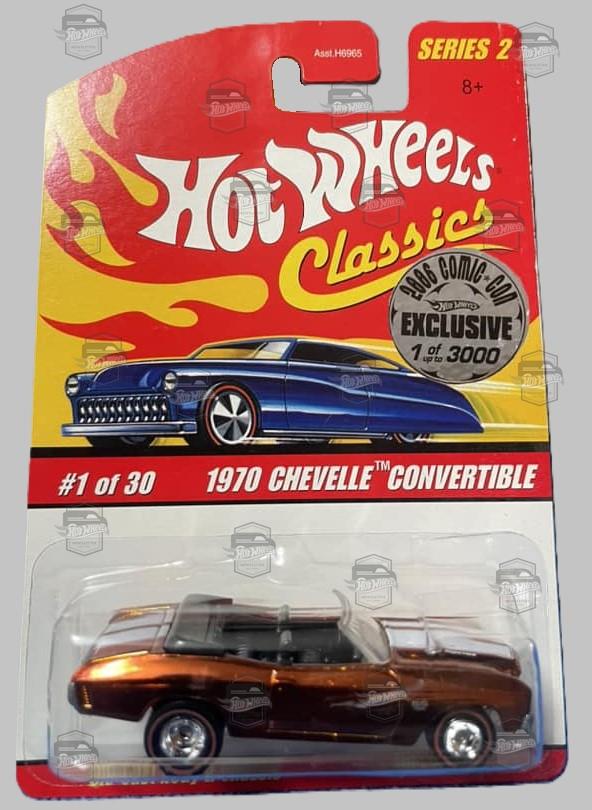 Asst.H6965
SERIES 2
8+
HOT WHEELS
Classics
2006 COMIC-CON
HOT WHEELS
EXCLUSIVE
1 of up to 3000
#1 of 30
1970 CHEVELLE™ CONVERTIBLE